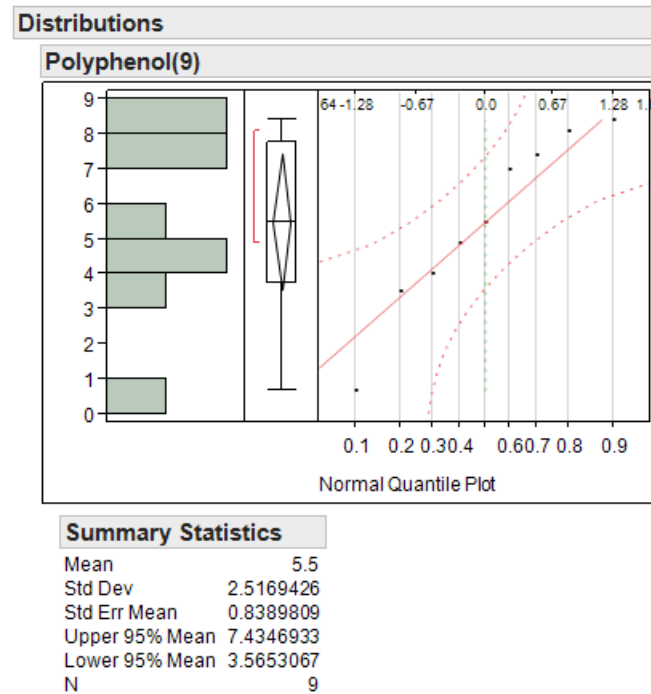 Distributions
Polyphenol(9)
9
8
7
6
5
4
3
2
1
0
64 -1.28 -0.67 0.0 0.67 1.28 1.
0.1 0.2 0.3 0.4 0.6 0.7 0.8 0.9
Normal Quantile Plot
Summary Statistics
Mean 5.5
Std Dev 2.5169426
Std Err Mean 0.8389809
Upper 95% Mean 7.4346933
Lower 95% Mean 3.5653067
N 9